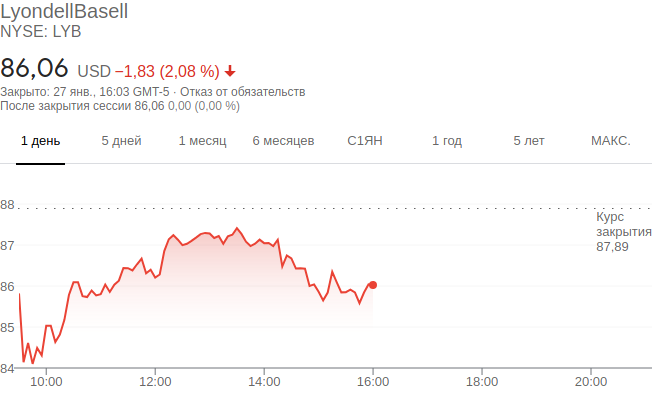 LyondellBasell
NYSE: LYB
86,06 USD −1,83 (2,08 %)
Закрыто: 27 янв., 16:03 GMT-5 · Отказ от обязательств
После закрытия сессии 86,06 0,00 (0,00 %)
1 день 5 дней 1 месяц 6 месяцев С1ЯН 1 год 5 лет МАКС.
88
Курс
закрытия
87,89
87
86
85
84
10:00 12:00 14:00 16:00 18:00 20:00